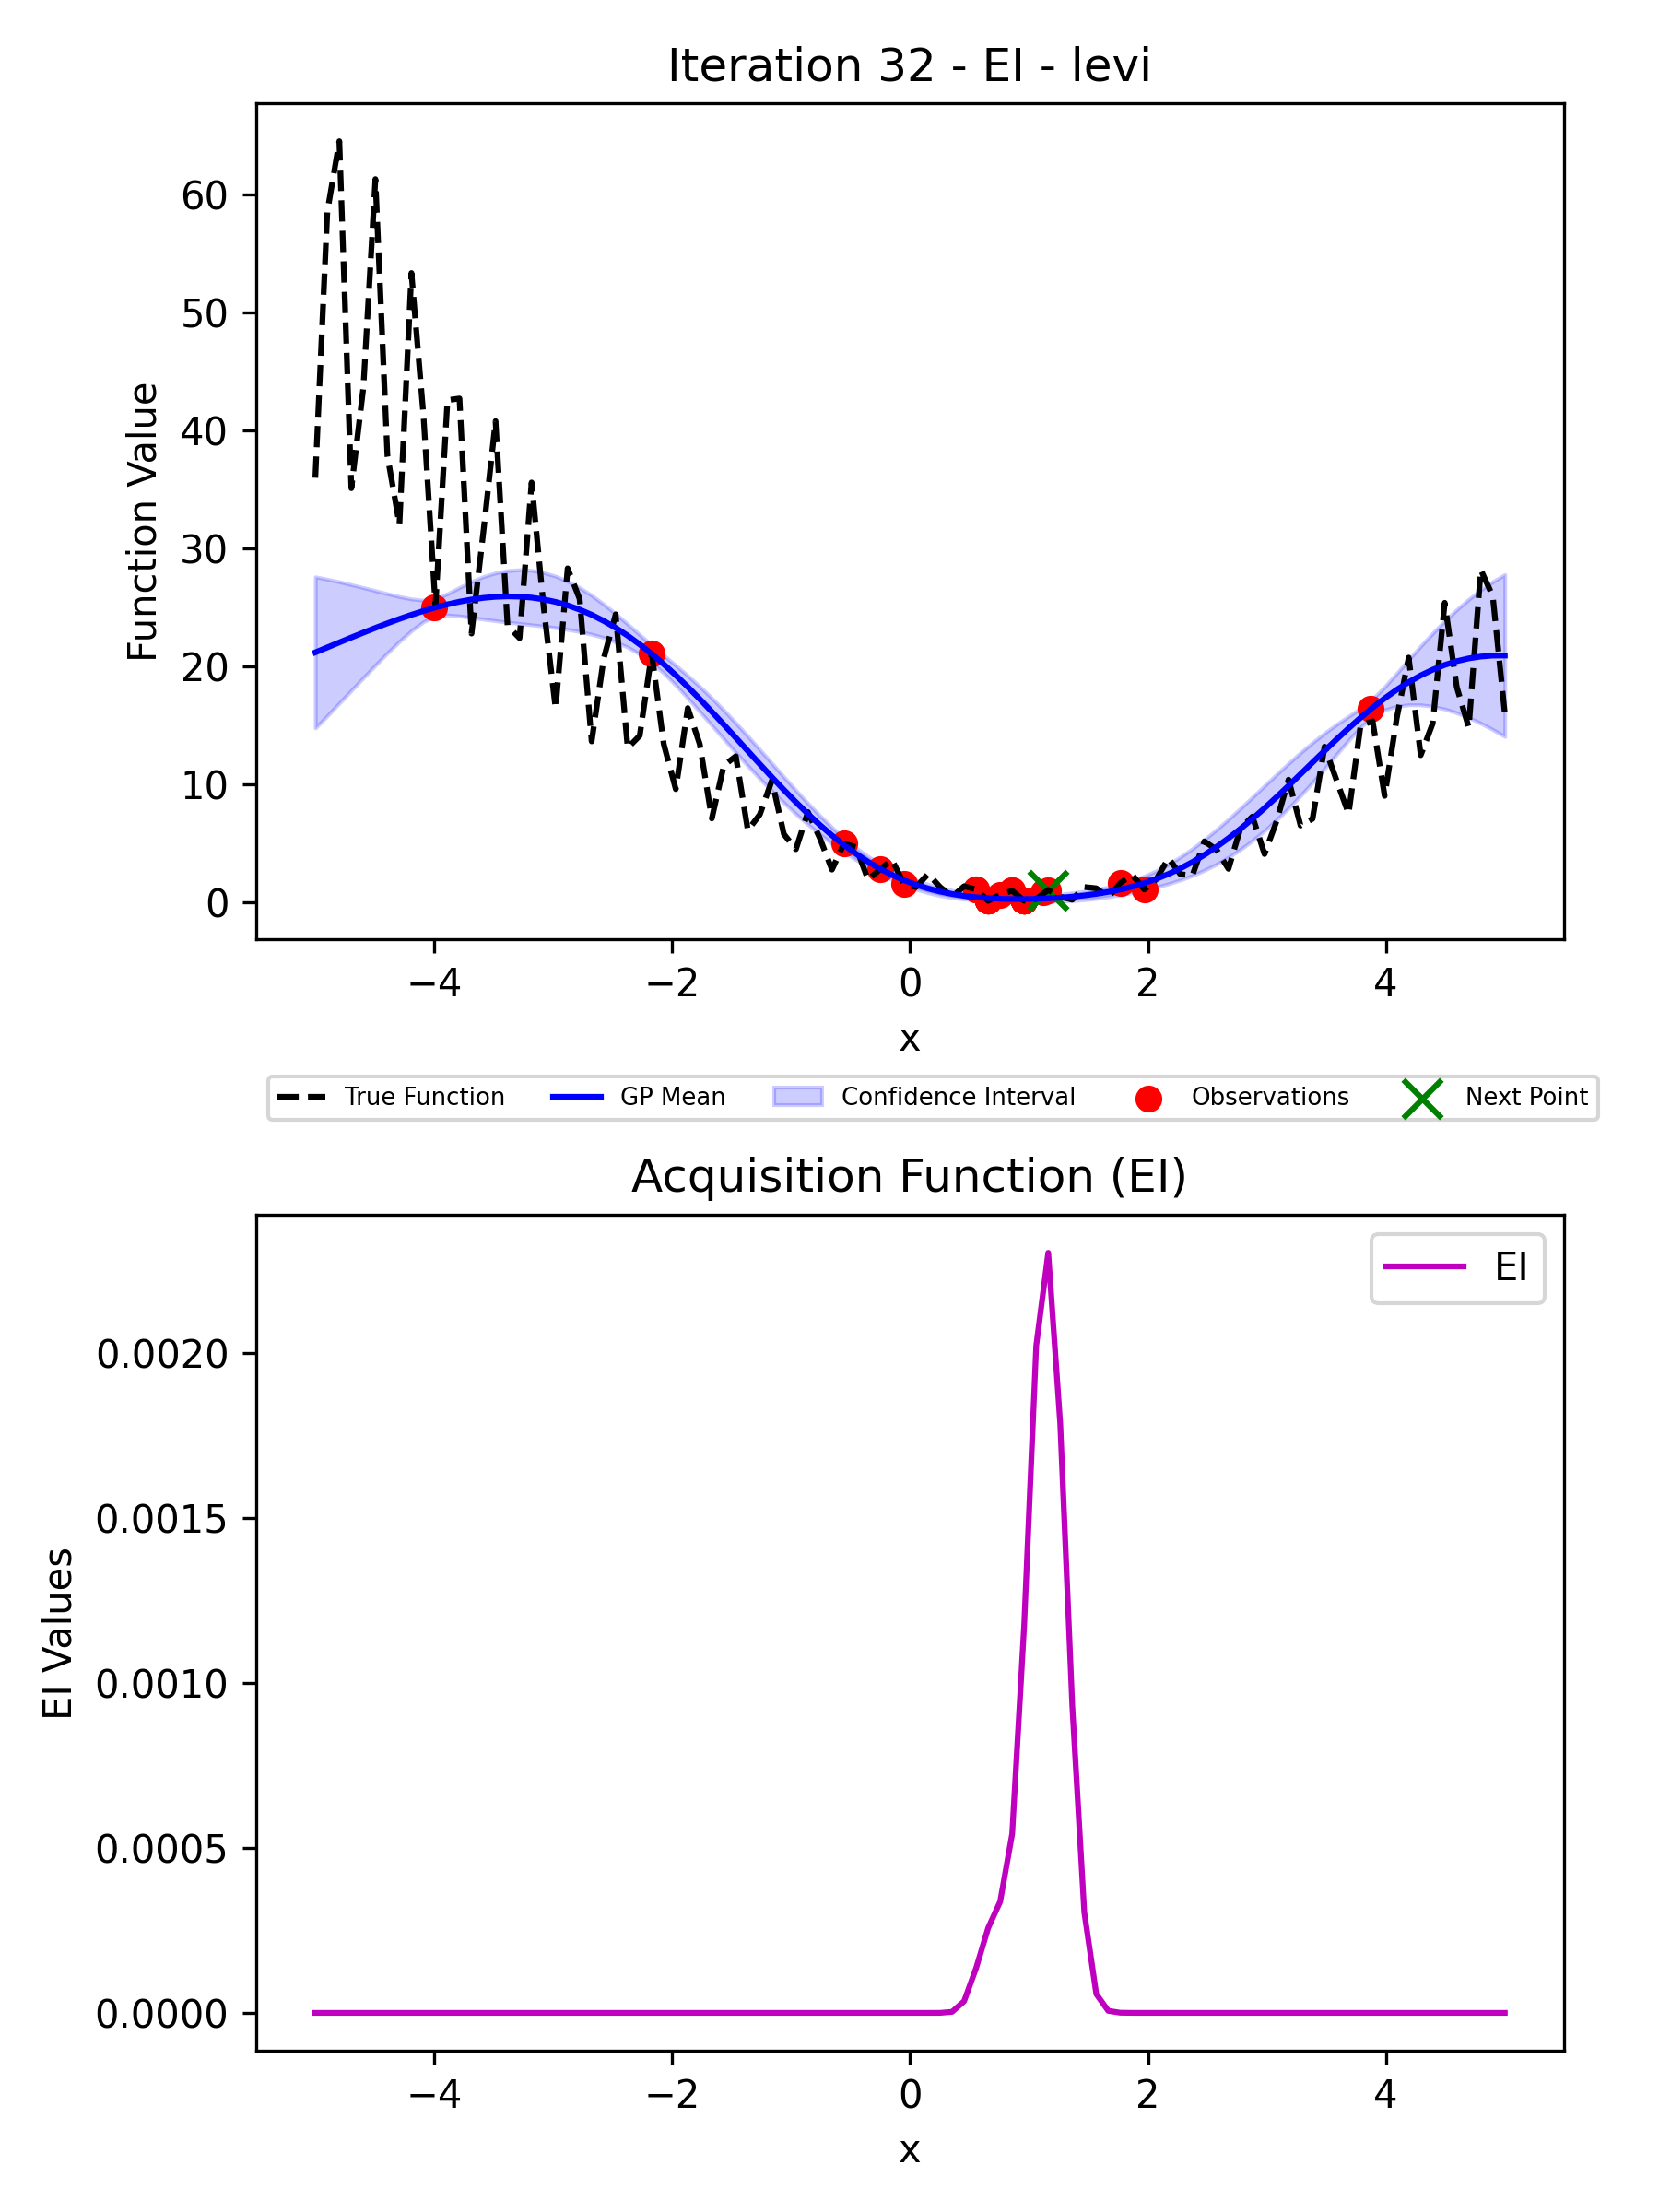 Iteration 32 - EI - levi
60
50
40
30
20
10
0
Function Value
−4 −2 0 2 4
x
True Function GP Mean Confidence Interval Observations Next Point
Acquisition Function (EI)
EI
0.0020
0.0015
0.0010
0.0005
0.0000
EI Values
−4 −2 0 2 4
x